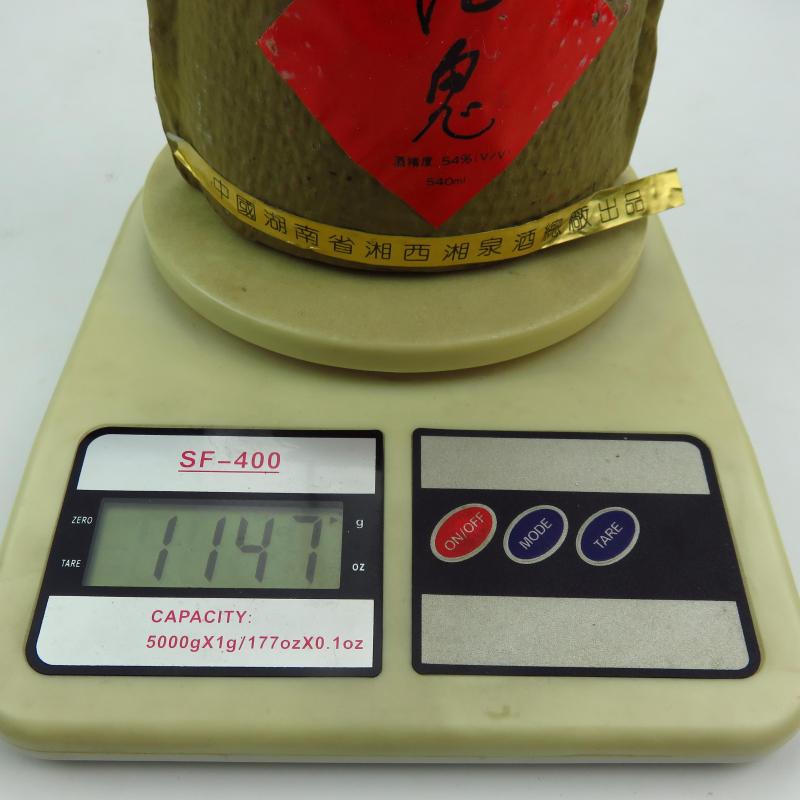 鬼
酒精度 54%(V/V)
540ml
中國湖南省湘西湘泉酒總廠出品
SF-400
ZERO
TARE
1147
g
oz
CAPACITY:
5000gX1g/177ozX0.1oz
ON/OFF
MODE
TARE